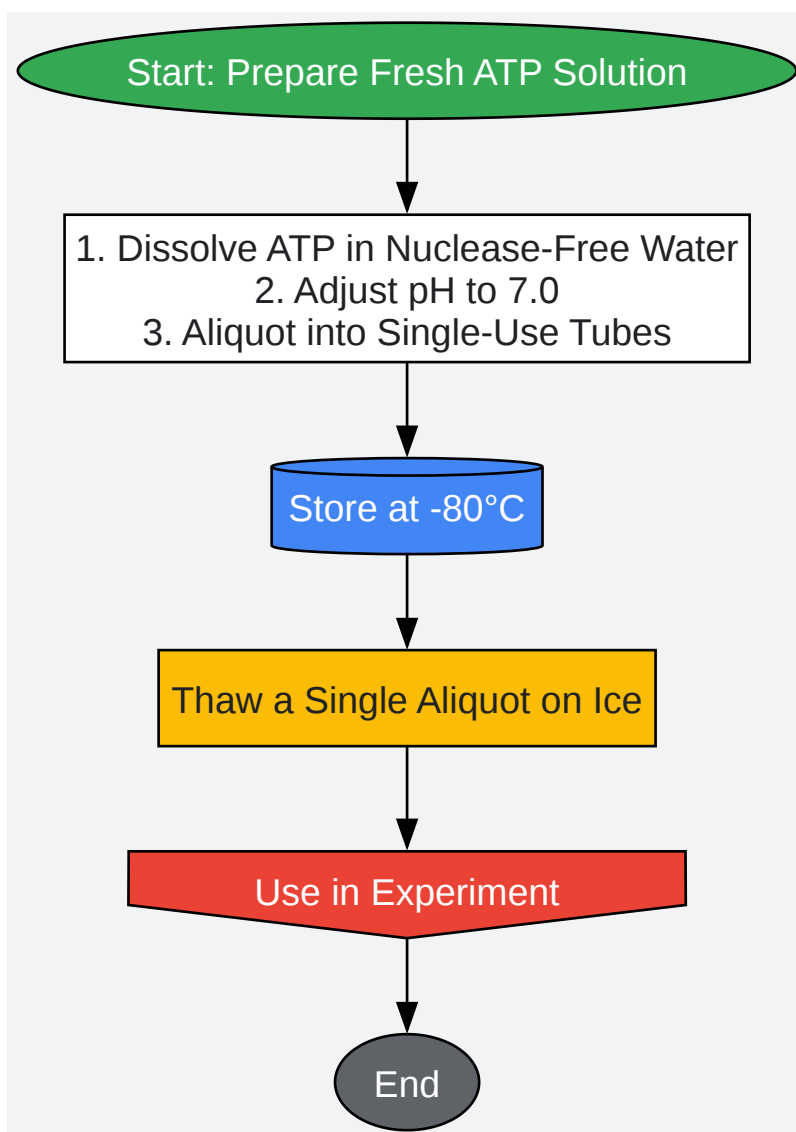 Start: Prepare Fresh ATP Solution
1. Dissolve ATP in Nuclease-Free Water
2. Adjust pH to 7.0
3. Aliquot into Single-Use Tubes
Store at -80°C
Thaw a Single Aliquot on Ice
Use in Experiment
End